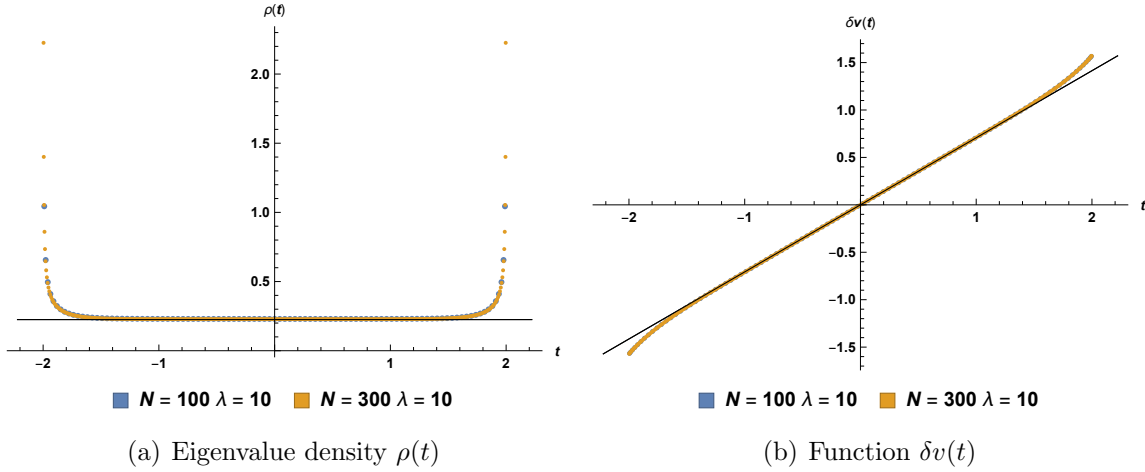 ρ(t)
2.0
1.5
1.0
0.5
-2 -1 1 2 t
N = 100 λ = 10 N = 300 λ = 10
(a) Eigenvalue density ρ(t)
δv(t)
1.5
1.0
0.5
-2 -1 1 2 t
-0.5
-1.0
-1.5
N = 100 λ = 10 N = 300 λ = 10
(b) Function δv(t)